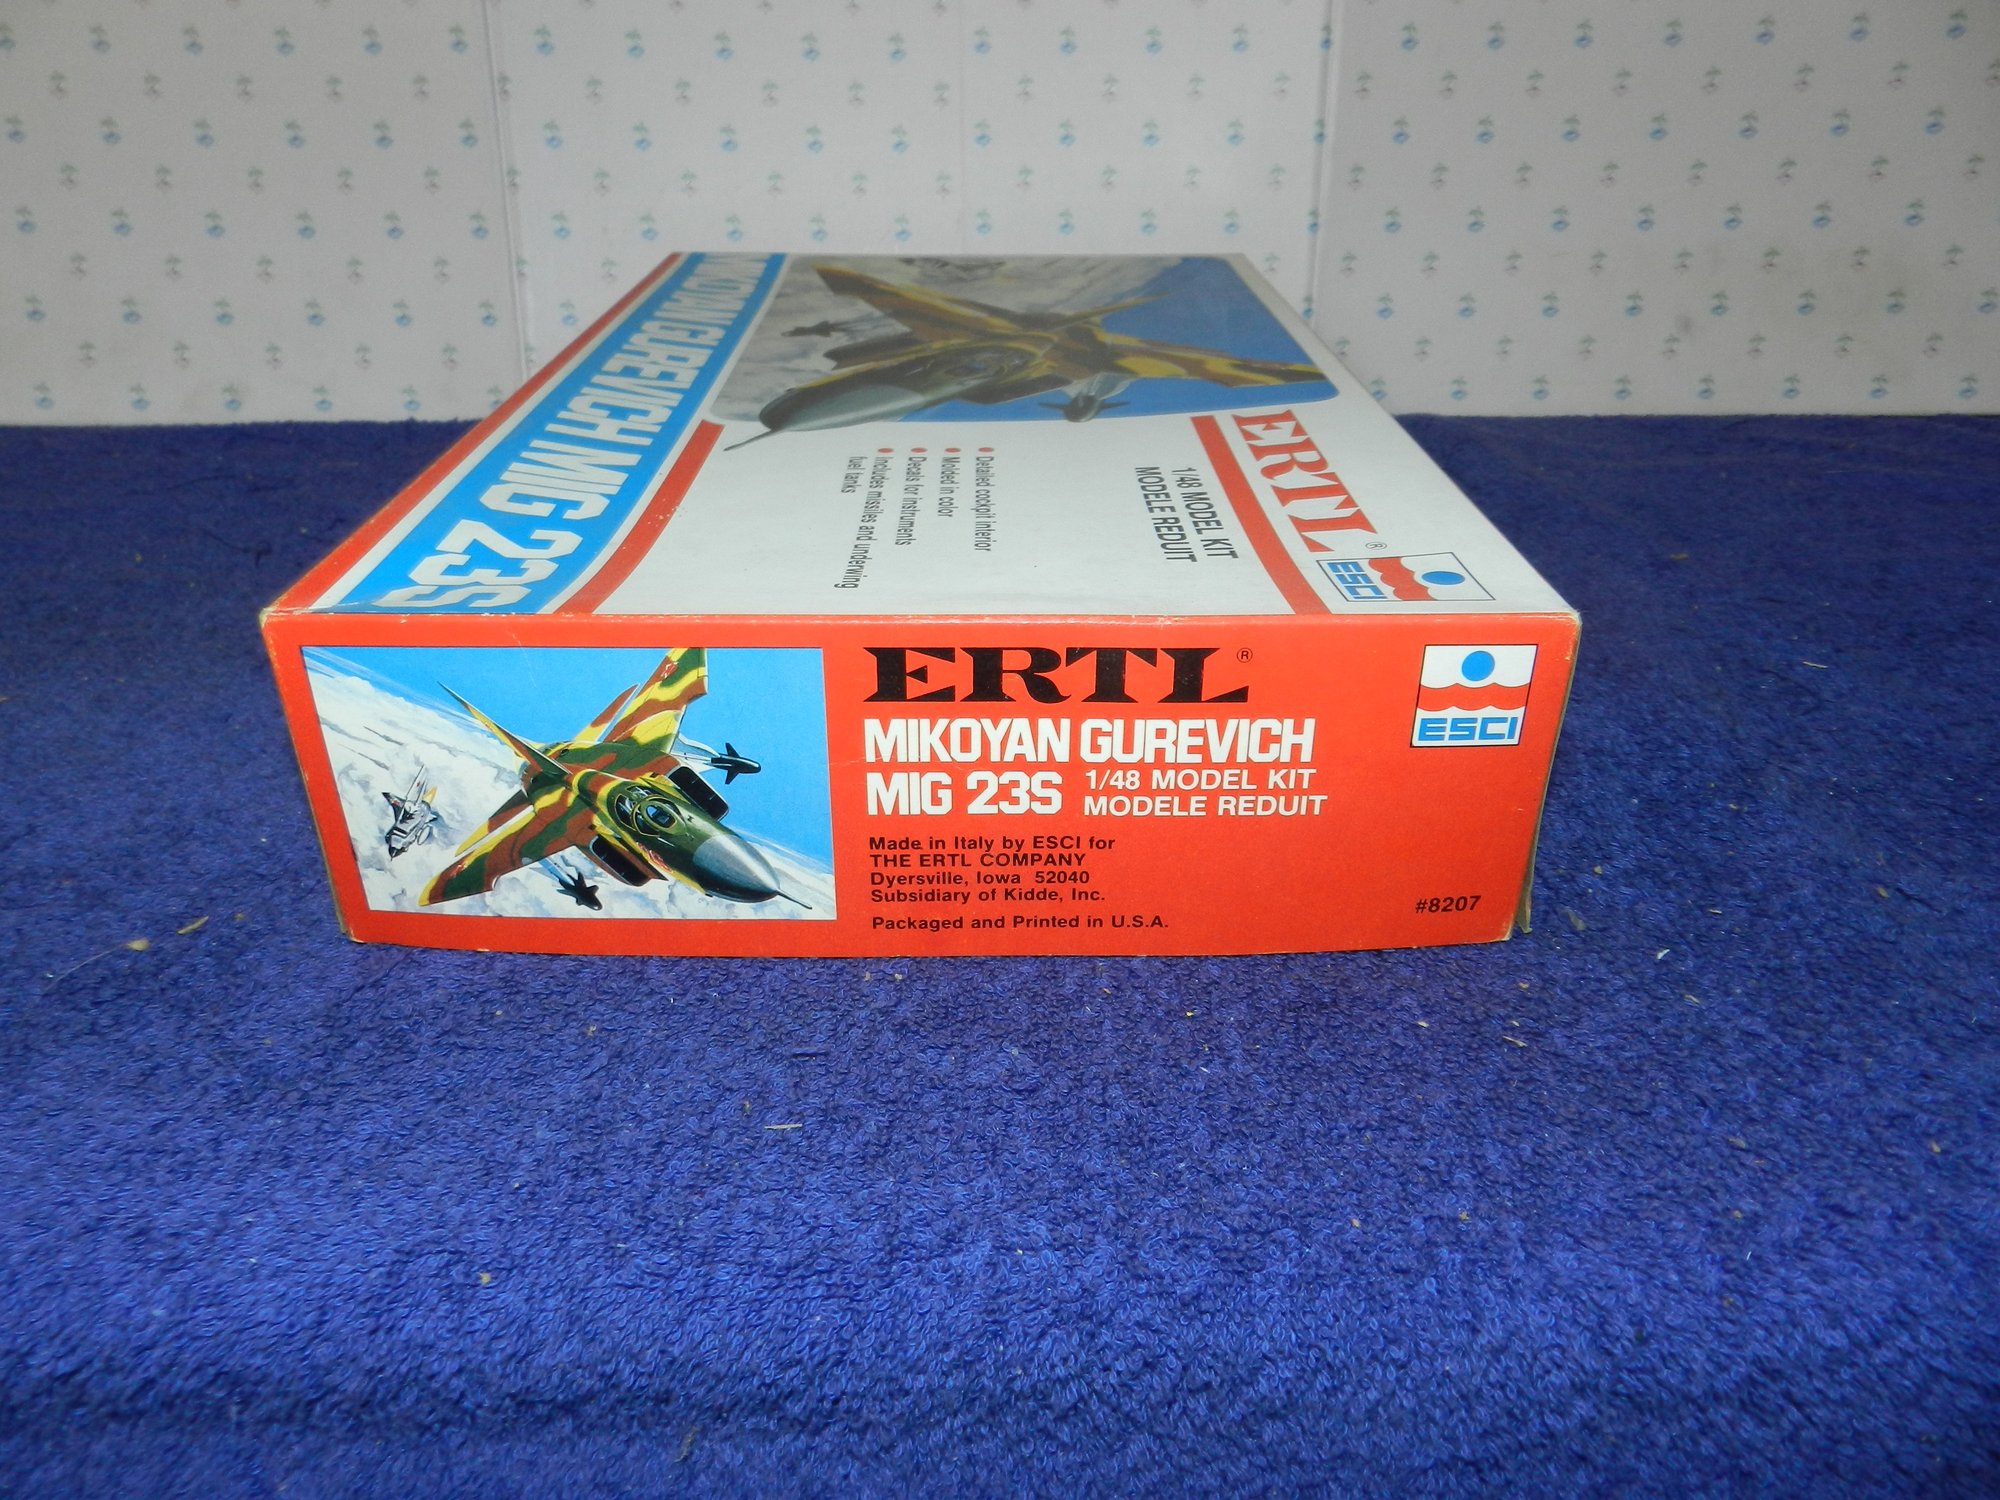 MIKOYAN GUREVICH MIG 23S
ERTL®
ESCI
1/48 MODEL KIT
MODELE REDUIT
Detailed cockpit interior
Molded in color
Decals for instruments
Includes missiles and underwing
fuel tanks
ERTL®
MIKOYAN GUREVICH
MIG 23S 1/48 MODEL KIT
MODELE REDUIT
ESCI
Made in Italy by ESCI for
THE ERTL COMPANY
Dyersville, Iowa 52040
Subsidiary of Kidde, Inc.
Packaged and Printed in U.S.A.
#8207